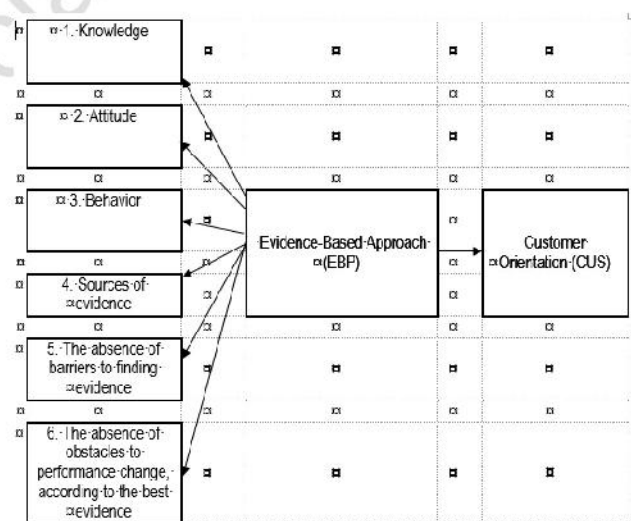 1. Knowledge
2. Attitude
3. Behavior
Evidence-Based Approach
(EBP)
Customer
Orientation (CUS)
4. Sources of
evidence
5. The absence of
barriers to finding
evidence
6. The absence of
obstacles to
performance change,
according to the best
evidence